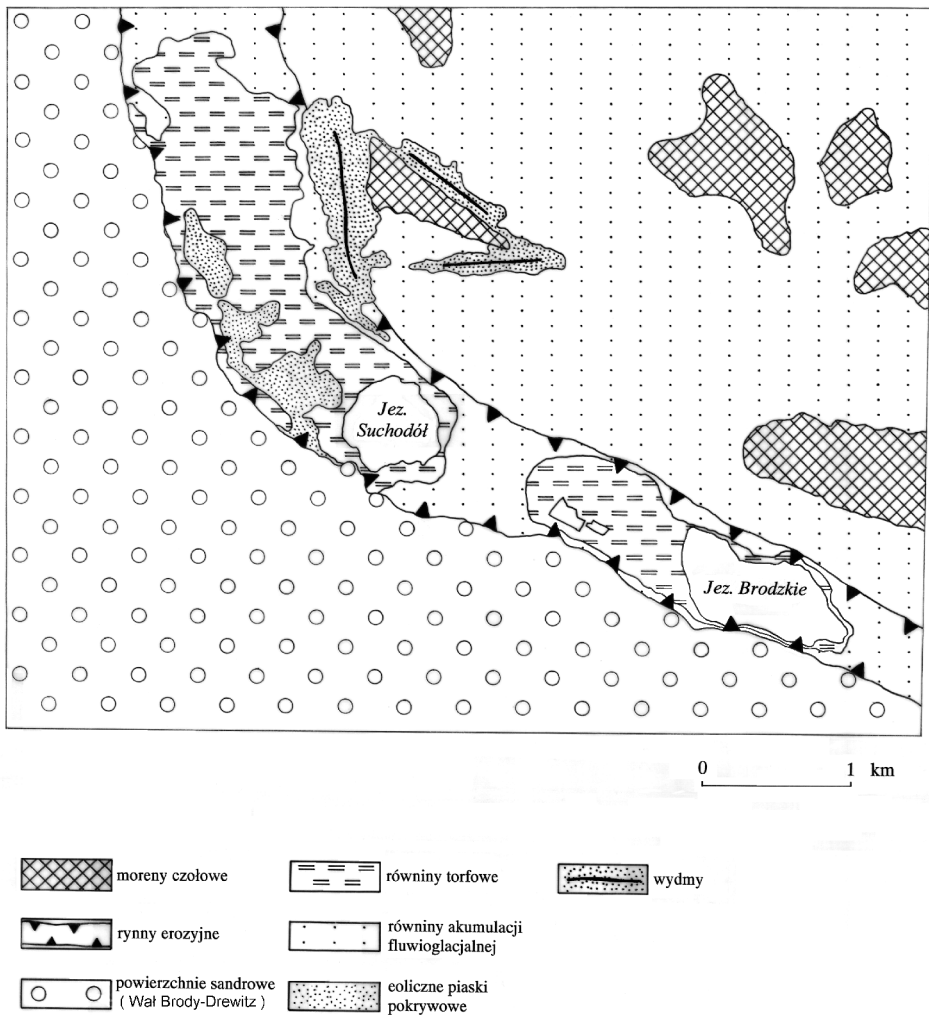 Jez.
Suchodół
Jez. Brodzkie
0 1 km
moreny czołowe
równiny torfowe
wydmy
rynny erozyjne
równiny akumulacji
fluwioglacjalnej
powierzchnie sandrowe
( Wał Brody-Drewitz )
eoliczne piaski
pokrywowe